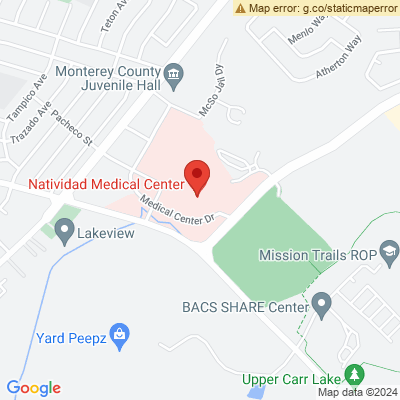 Map error: g.co/staticmaperror
Teton Ave
Menlo Way
Atherton Way
Tampico Ave
Trazado Ave
Pacheco St
Monterey County
Juvenile Hall
McSo Jail Dy
Natividad Medical Center
Medical Center Dr
Lakeview
Mission Trails ROP
BACS SHARE Center
Yard Peepz
Upper Carr Lake
Google
Map data ©2024